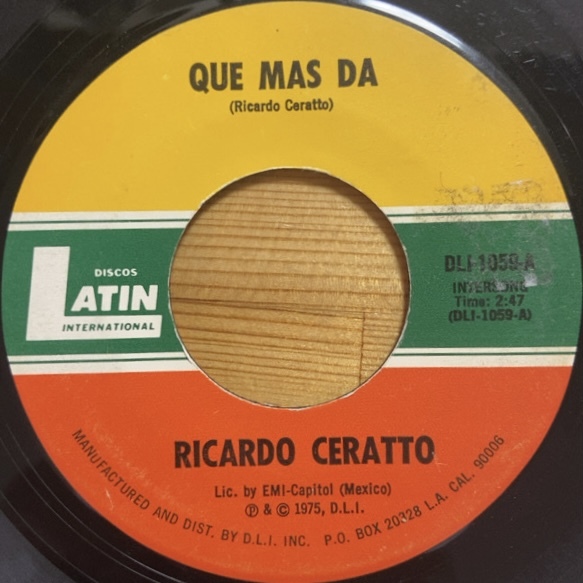 QUE MAS DA
(Ricardo Ceratto)
DISCOS
LATIN
INTERNATIONAL
DLI-1059-A
INTERSONG
Time: 2:47
(DLI-1059-A)
RICARDO CERATTO
Lic. by EMI-Capitol (Mexico)
℗ & © 1975, D.L.I.
MANUFACTURED AND DIST. BY D.L.I. INC. P.O. BOX 20328 L.A. CAL. 90006